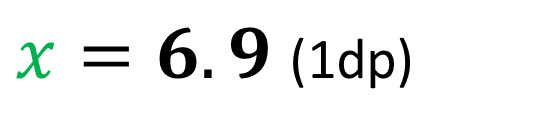 x = 6.9 (1dp)